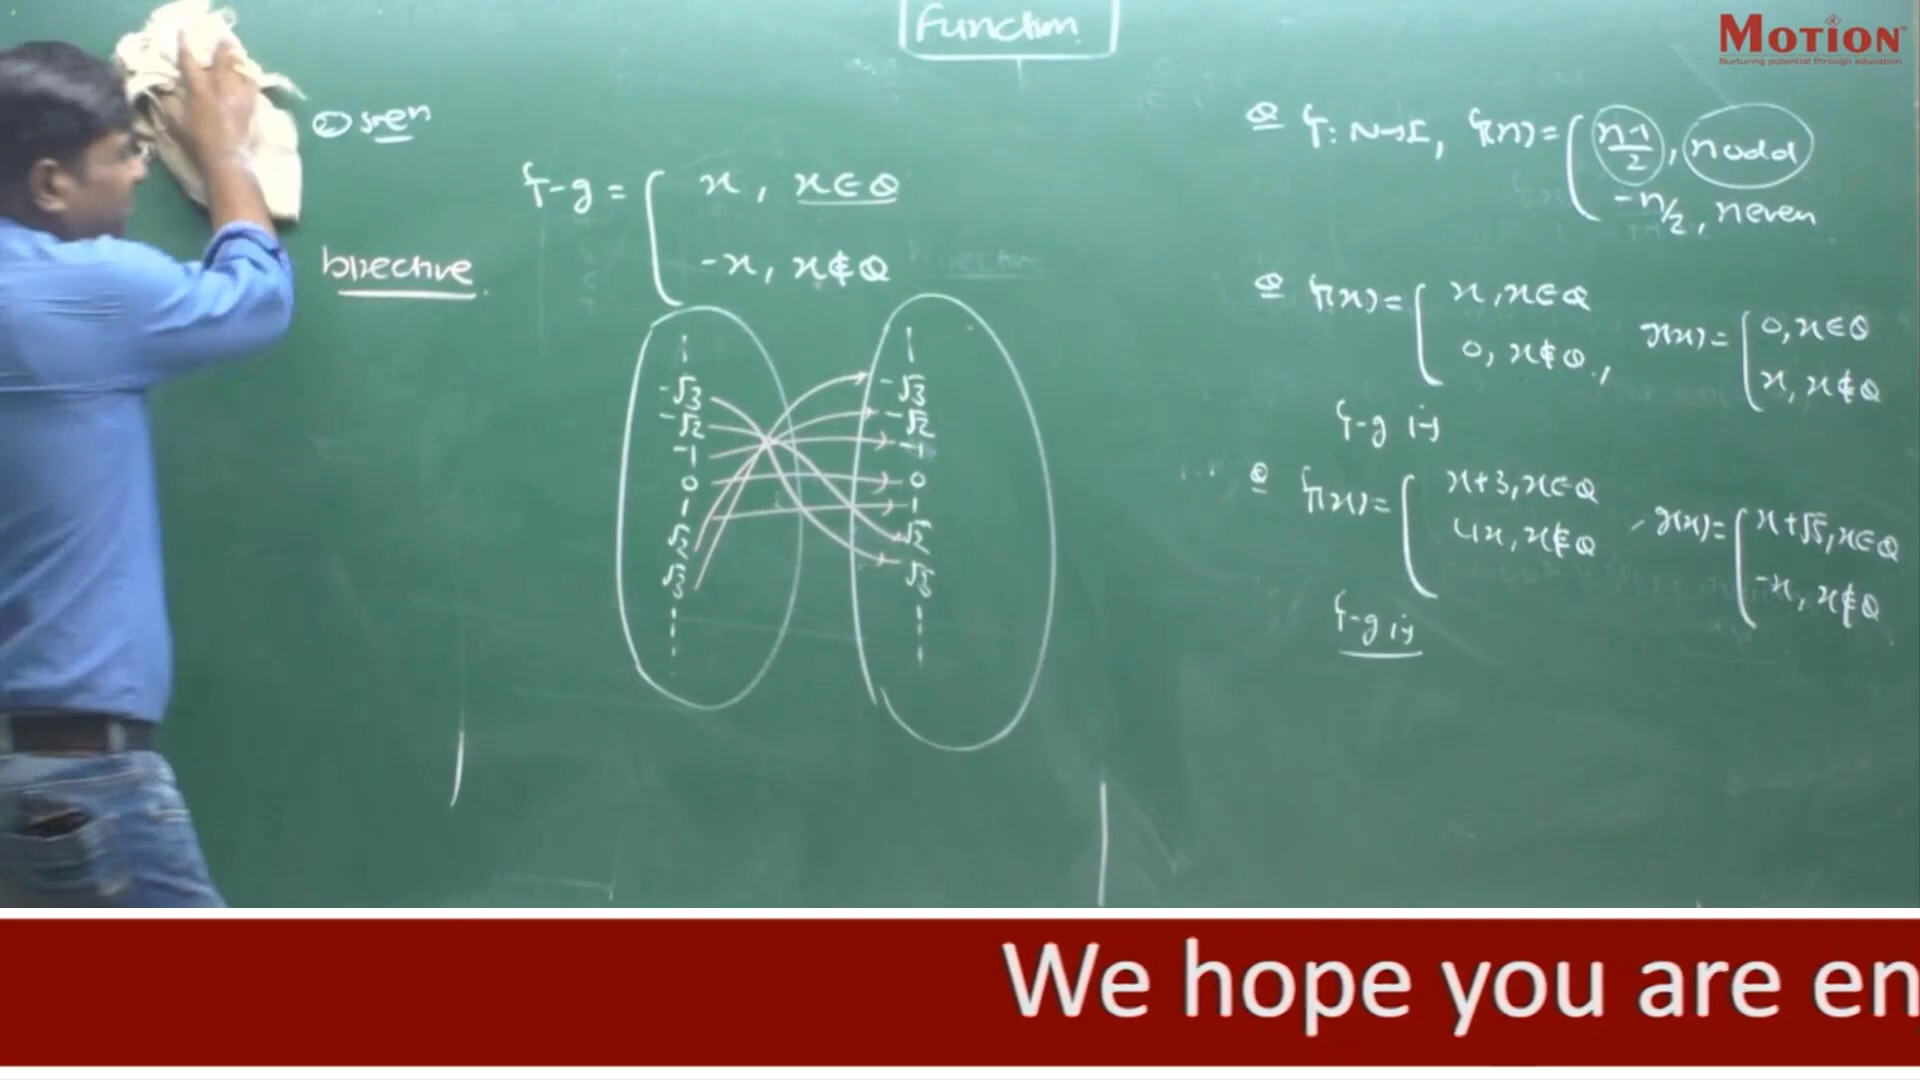 Function
MOTION
Nurturing potential through education
bijective
f-g = { x, x∈Q
-x, x∉Q
-√3
-√2
-1
0
1
√2
√3
-√3
-√2
-1
0
1
√2
√3
Q f: N→I, f(n) = { n-1/2, n odd
-n/2, n even
Q f(x) = { x, x∈Q
0, x∉Q,
g(x) = { 0, x∈Q
x, x∉Q
f-g is
Q f(x) = { x+3, x∈Q
4x, x∉Q
, g(x) = { x+√5, x∈Q
-x, x∉Q
f-g is
We hope you are en